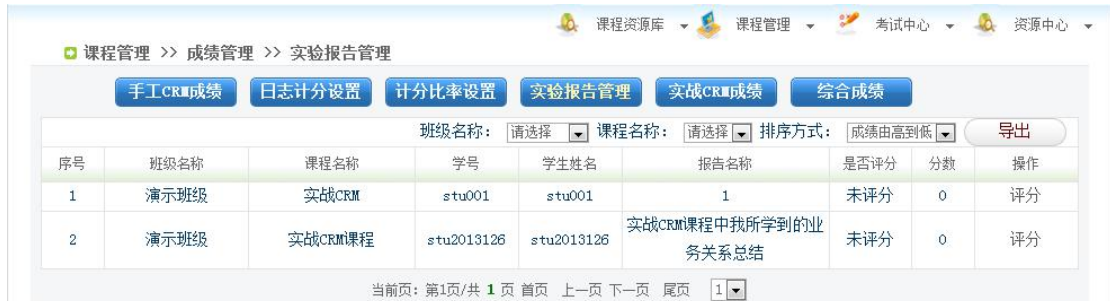 课程资源库 课程管理 考试中心 资源中心
课程管理 >> 成绩管理 >> 实验报告管理
手工CRM成绩 日志计分设置 计分比率设置 实验报告管理 实战CRM成绩 综合成绩
班级名称： 请选择 课程名称： 请选择 排序方式： 成绩由高到低 导出
序号 班级名称 课程名称 学号 学生姓名 报告名称 是否评分 分数 操作
1 演示班级 实战CRM stu001 stu001 1 未评分 0 评分
2 演示班级 实战CRM课程 stu2013126 stu2013126 实战CRM课程中我所学到的业 未评分 0 评分
务关系总结
当前页：第1页/共 1 页 首页 上一页 下一页 尾页 1